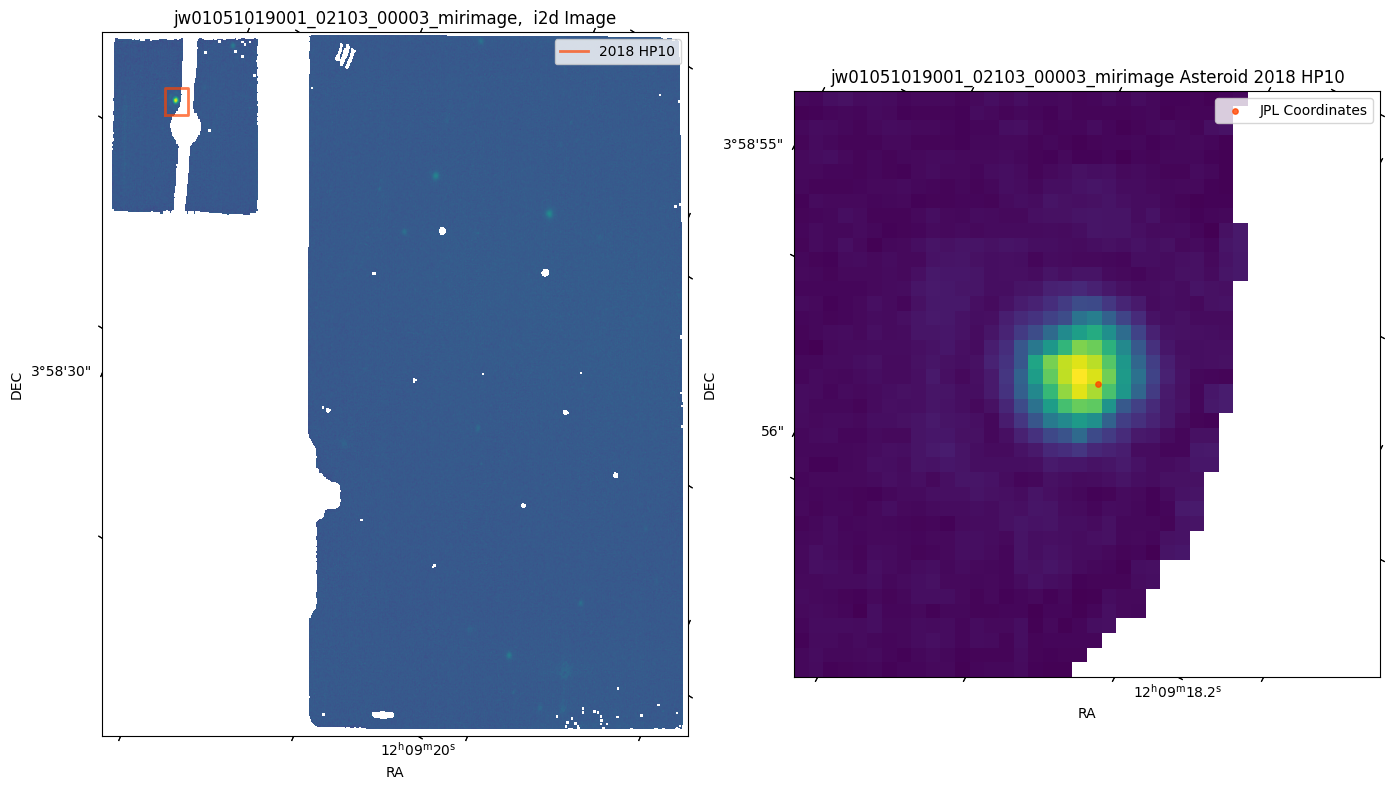 jw01051019001_02103_00003_mirimage,  i2d Image
2018 HP10
3°58'30"
DEC
12ʰ09ᵐ20ˢ
RA
jw01051019001_02103_00003_mirimage Asteroid 2018 HP10
JPL Coordinates
3°58'55"
56"
DEC
12ʰ09ᵐ18.2ˢ
RA